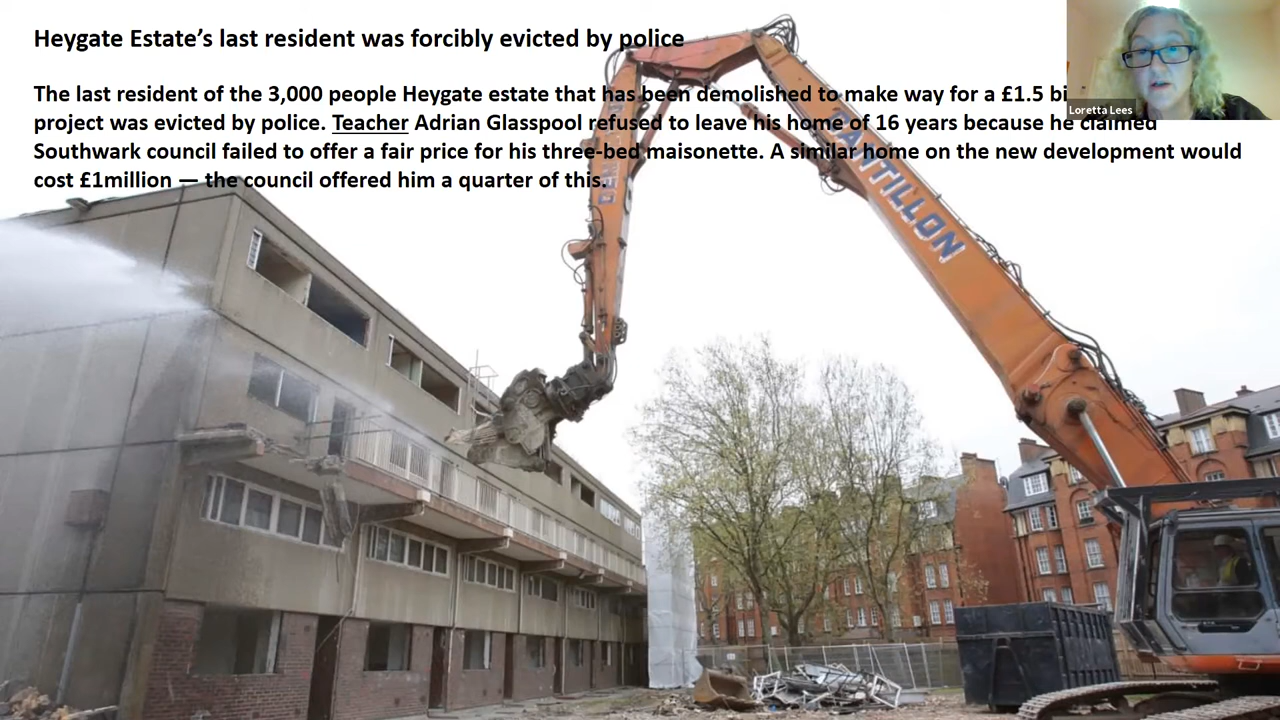 Heygate Estate’s last resident was forcibly evicted by police
The last resident of the 3,000 people Heygate estate that has been demolished to make way for a £1.5 bi
project was evicted by police. Teacher Adrian Glasspool refused to leave his home of 16 years because he claimed
Southwark council failed to offer a fair price for his three-bed maisonette. A similar home on the new development would
cost £1million — the council offered him a quarter of this.
Loretta Lees
CANTILLON